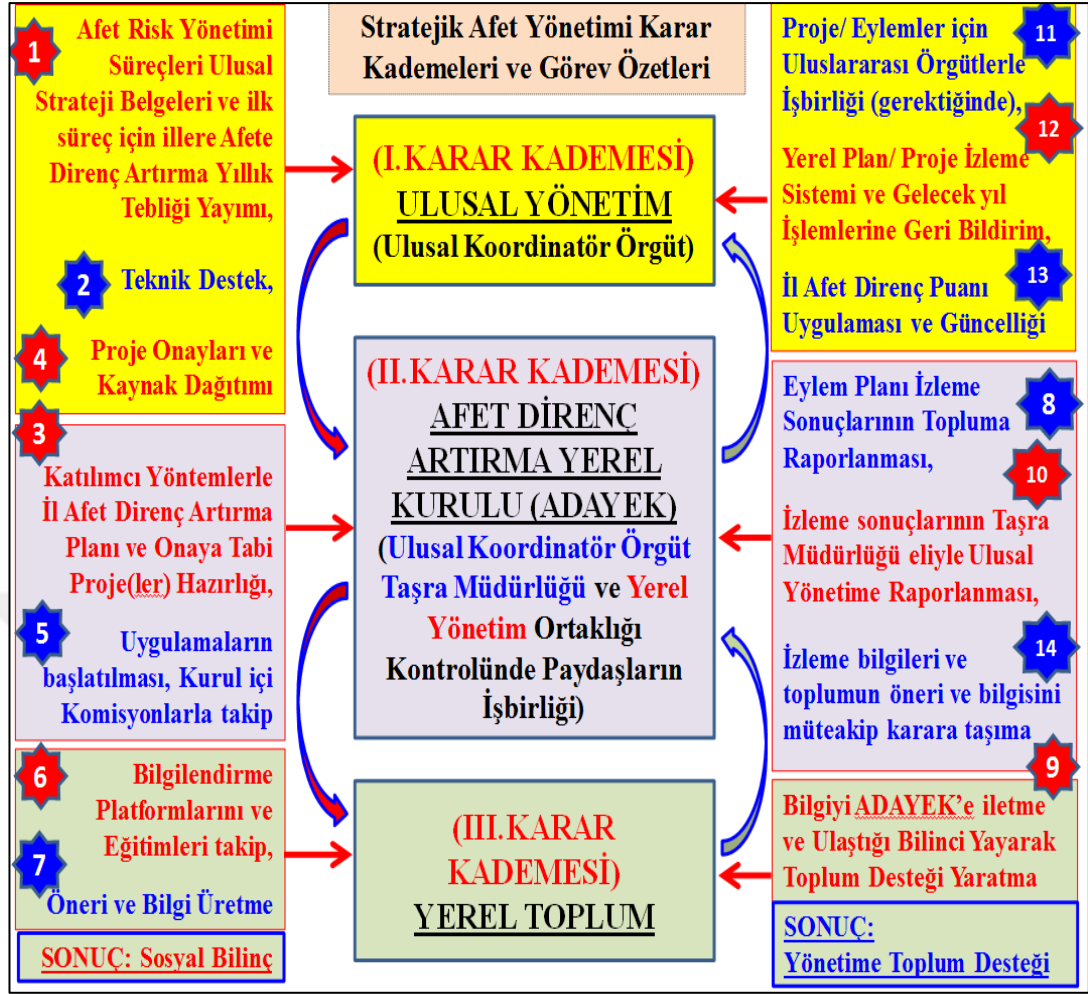 Stratejik Afet Yönetimi Karar
Kademeleri ve Görev Özetleri
1
Afet Risk Yönetimi
Süreçleri Ulusal
Strateji Belgeleri ve ilk
süreç için illere Afete
Direnç Artırma Yıllık
Tebliği Yayımı,
2
Teknik Destek,
4
Proje Onayları ve
Kaynak Dağıtımı
3
Katılımcı Yöntemlerle
İl Afet Direnç Artırma
Planı ve Onaya Tabi
Proje(ler) Hazırlığı,
5
Uygulamaların
başlatılması, Kurul içi
Komisyonlarla takip
6
Bilgilendirme
Platformlarını ve
Eğitimleri takip,
7
Öneri ve Bilgi Üretme
SONUÇ: Sosyal Bilinç
(I.KARAR KADEMESİ)
ULUSAL YÖNETİM
(Ulusal Koordinatör Örgüt)
(II.KARAR KADEMESİ)
AFET DİRENÇ
ARTIRMA YEREL
KURULU (ADAYEK)
(Ulusal Koordinatör Örgüt
Taşra Müdürlüğü ve Yerel
Yönetim Ortaklığı
Kontrolünde Paydaşların
İşbirliği)
(III.KARAR
KADEMESİ)
YEREL TOPLUM
11
Proje/ Eylemler için
Uluslararası Örgütlerle
İşbirliği (gerektiğinde),
12
Yerel Plan/ Proje İzleme
Sistemi ve Gelecek yıl
İşlemlerine Geri Bildirim,
13
İl Afet Direnç Puanı
Uygulaması ve Güncelliği
8
Eylem Planı İzleme
Sonuçlarının Topluma
Raporlanması,
10
İzleme sonuçlarının Taşra
Müdürlüğü eliyle Ulusal
Yönetime Raporlanması,
14
İzleme bilgileri ve
toplumun öneri ve bilgisini
müteakip karara taşıma
9
Bilgiyi ADAYEK’e iletme
ve Ulaştığı Bilinci Yayarak
Toplum Desteği Yaratma
SONUÇ:
Yönetime Toplum Desteği